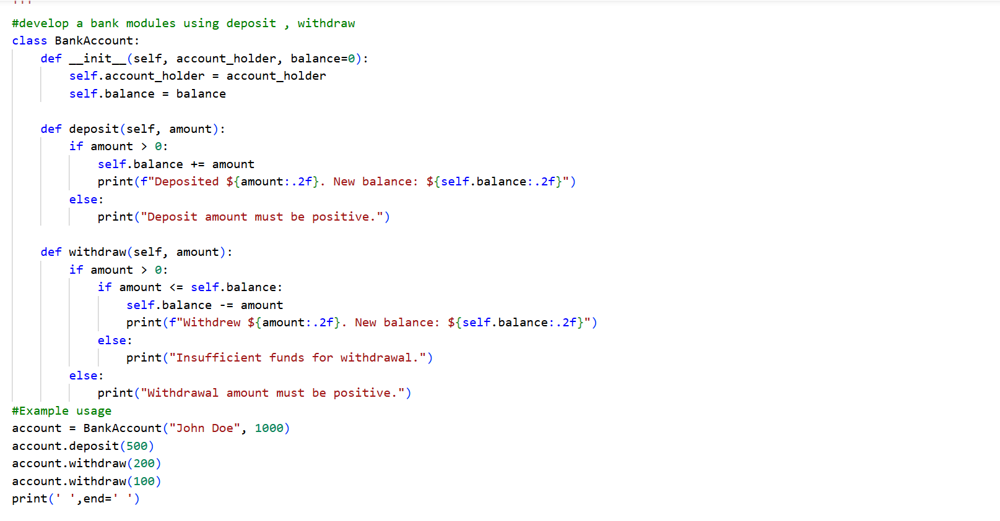 '''
#develop a bank modules using deposit , withdraw
class BankAccount:
    def __init__(self, account_holder, balance=0):
        self.account_holder = account_holder
        self.balance = balance

    def deposit(self, amount):
        if amount > 0:
            self.balance += amount
            print(f"Deposited ${amount:.2f}. New balance: ${self.balance:.2f}")
        else:
            print("Deposit amount must be positive.")

    def withdraw(self, amount):
        if amount > 0:
            if amount <= self.balance:
                self.balance -= amount
                print(f"Withdrew ${amount:.2f}. New balance: ${self.balance:.2f}")
            else:
                print("Insufficient funds for withdrawal.")
        else:
            print("Withdrawal amount must be positive.")
#Example usage
account = BankAccount("John Doe", 1000)
account.deposit(500)
account.withdraw(200)
account.withdraw(100)
print(' ',end=' ')